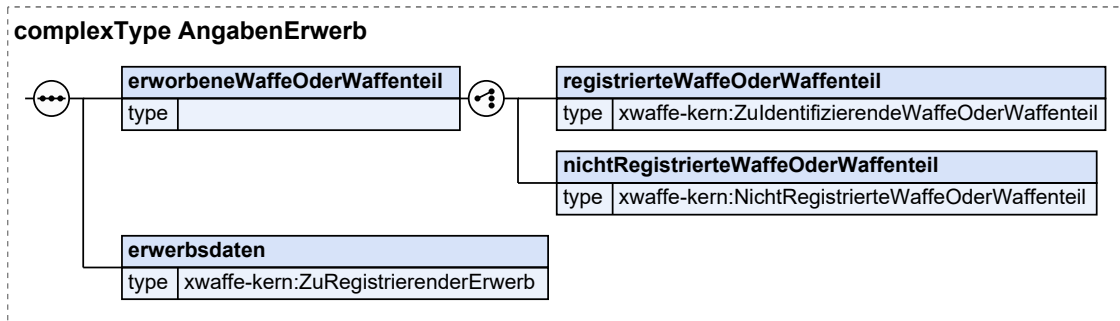 complexType AngabenErwerb
erworbeneWaffeOderWaffenteil
type
registrierteWaffeOderWaffenteil
type xwaffe-kern:ZuIdentifizierendeWaffeOderWaffenteil
nichtRegistrierteWaffeOderWaffenteil
type xwaffe-kern:NichtRegistrierteWaffeOderWaffenteil
erwerbsdaten
type xwaffe-kern:ZuRegistrierenderErwerb